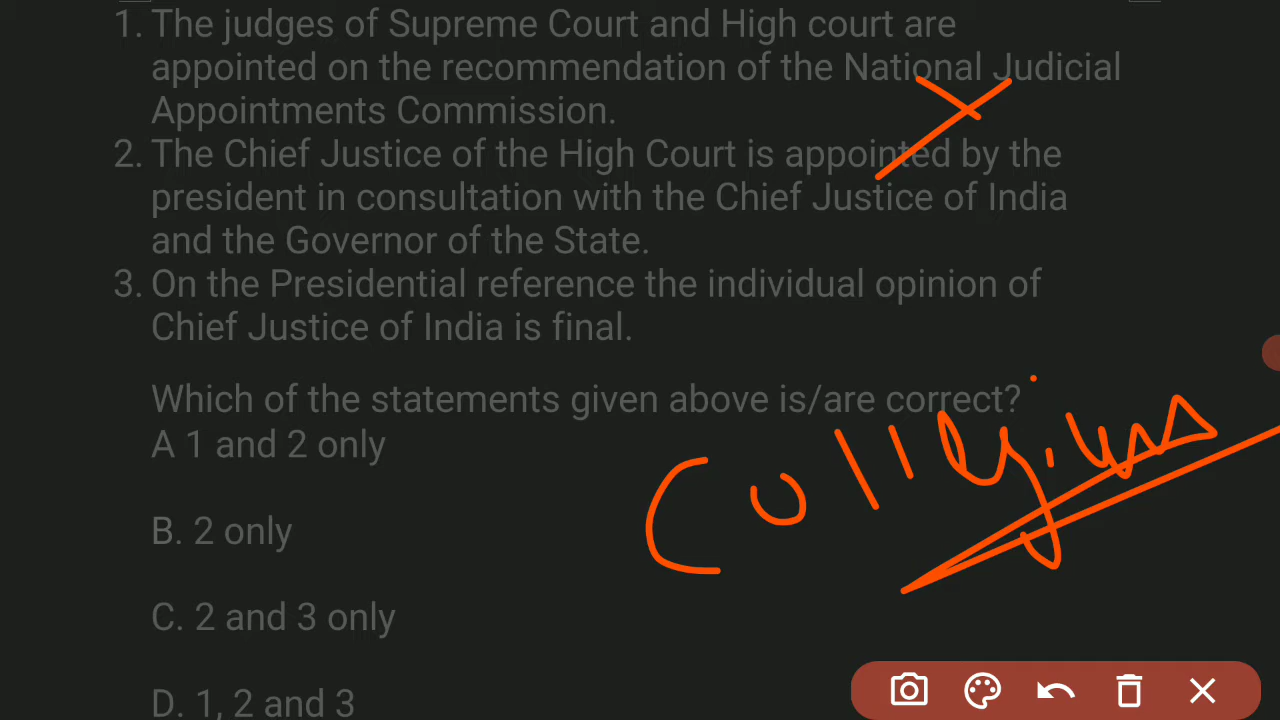 1. The judges of Supreme Court and High court are
appointed on the recommendation of the National Judicial
Appointments Commission.
2. The Chief Justice of the High Court is appointed by the
president in consultation with the Chief Justice of India
and the Governor of the State.
3. On the Presidential reference the individual opinion of
Chief Justice of India is final.
Which of the statements given above is/are correct?
A 1 and 2 only
B. 2 only
C. 2 and 3 only
D. 1, 2 and 3